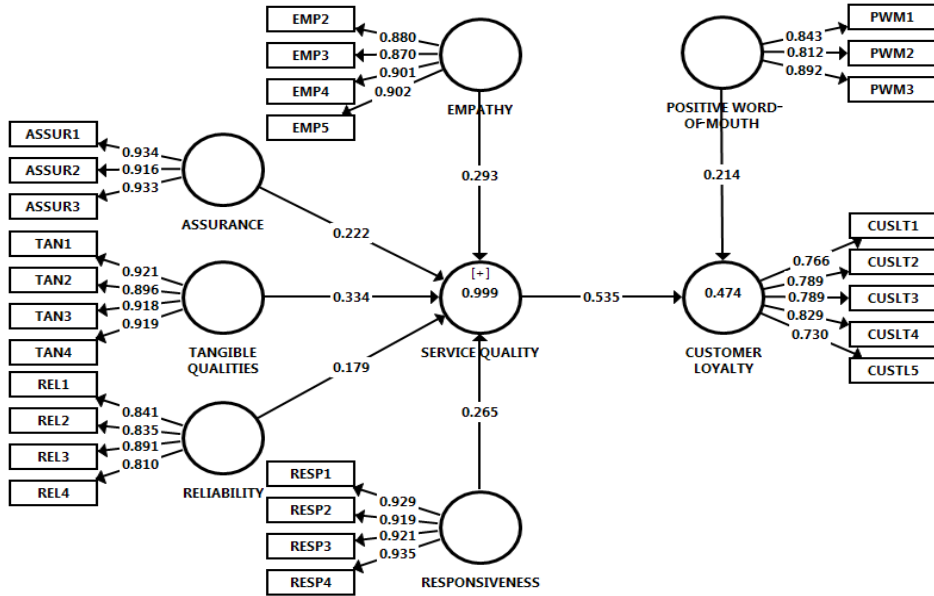 EMP2
EMP3
EMP4
EMP5
0.880
0.870
0.901
0.902
EMPATHY
PWM1
PWM2
PWM3
0.843
0.812
0.892
POSITIVE WORD-
OF-MOUTH
ASSUR1
ASSUR2
ASSUR3
0.934
0.916
0.933
ASSURANCE
0.293
0.214
0.222
TAN1
TAN2
TAN3
TAN4
0.921
0.896
0.918
0.919
TANGIBLE
QUALITIES
0.334
[+]
0.999
SERVICE QUALITY
0.535
0.474
CUSTOMER
LOYALTY
0.766
0.789
0.789
0.829
0.730
CUSLT1
CUSLT2
CUSLT3
CUSLT4
CUSTL5
0.179
REL1
REL2
REL3
REL4
0.841
0.835
0.891
0.810
RELIABILITY
0.265
RESP1
RESP2
RESP3
RESP4
0.929
0.919
0.921
0.935
RESPONSIVENESS